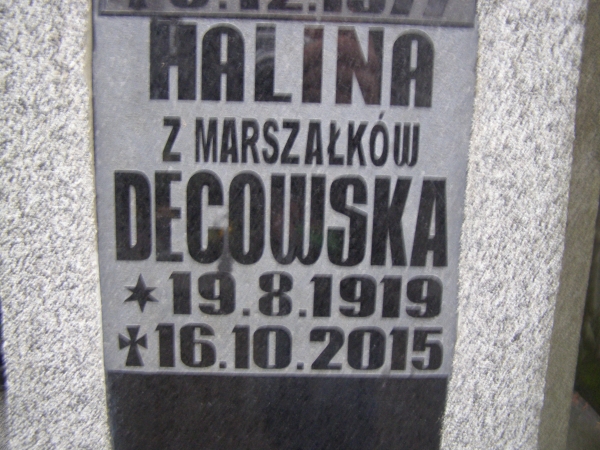 HALINA
Z MARSZAŁKÓW
DECOWSKA
* 19.8.1919
✝ 16.10.2015